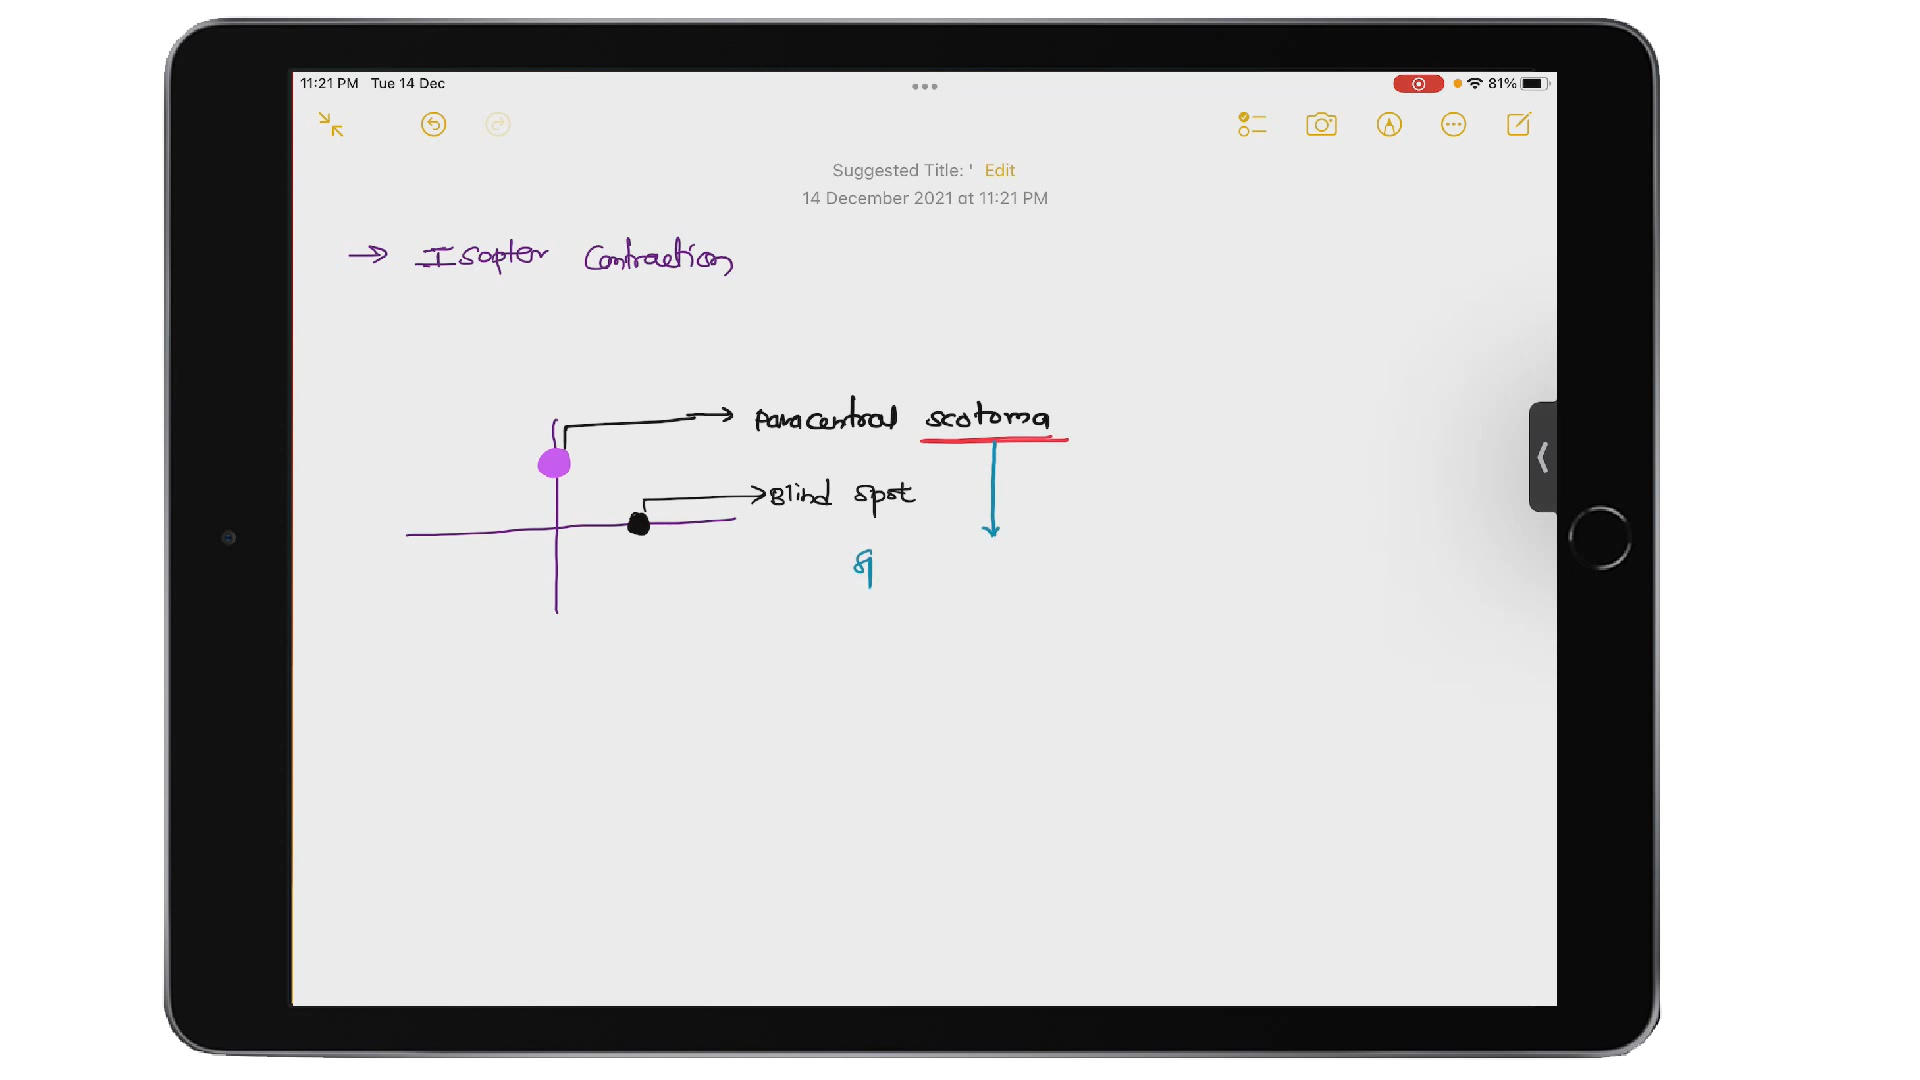 11:21 PM Tue 14 Dec
81%
Suggested Title: ' Edit
14 December 2021 at 11:21 PM
→ Isopter Contraction
Paracentral scotoma
Blind spot